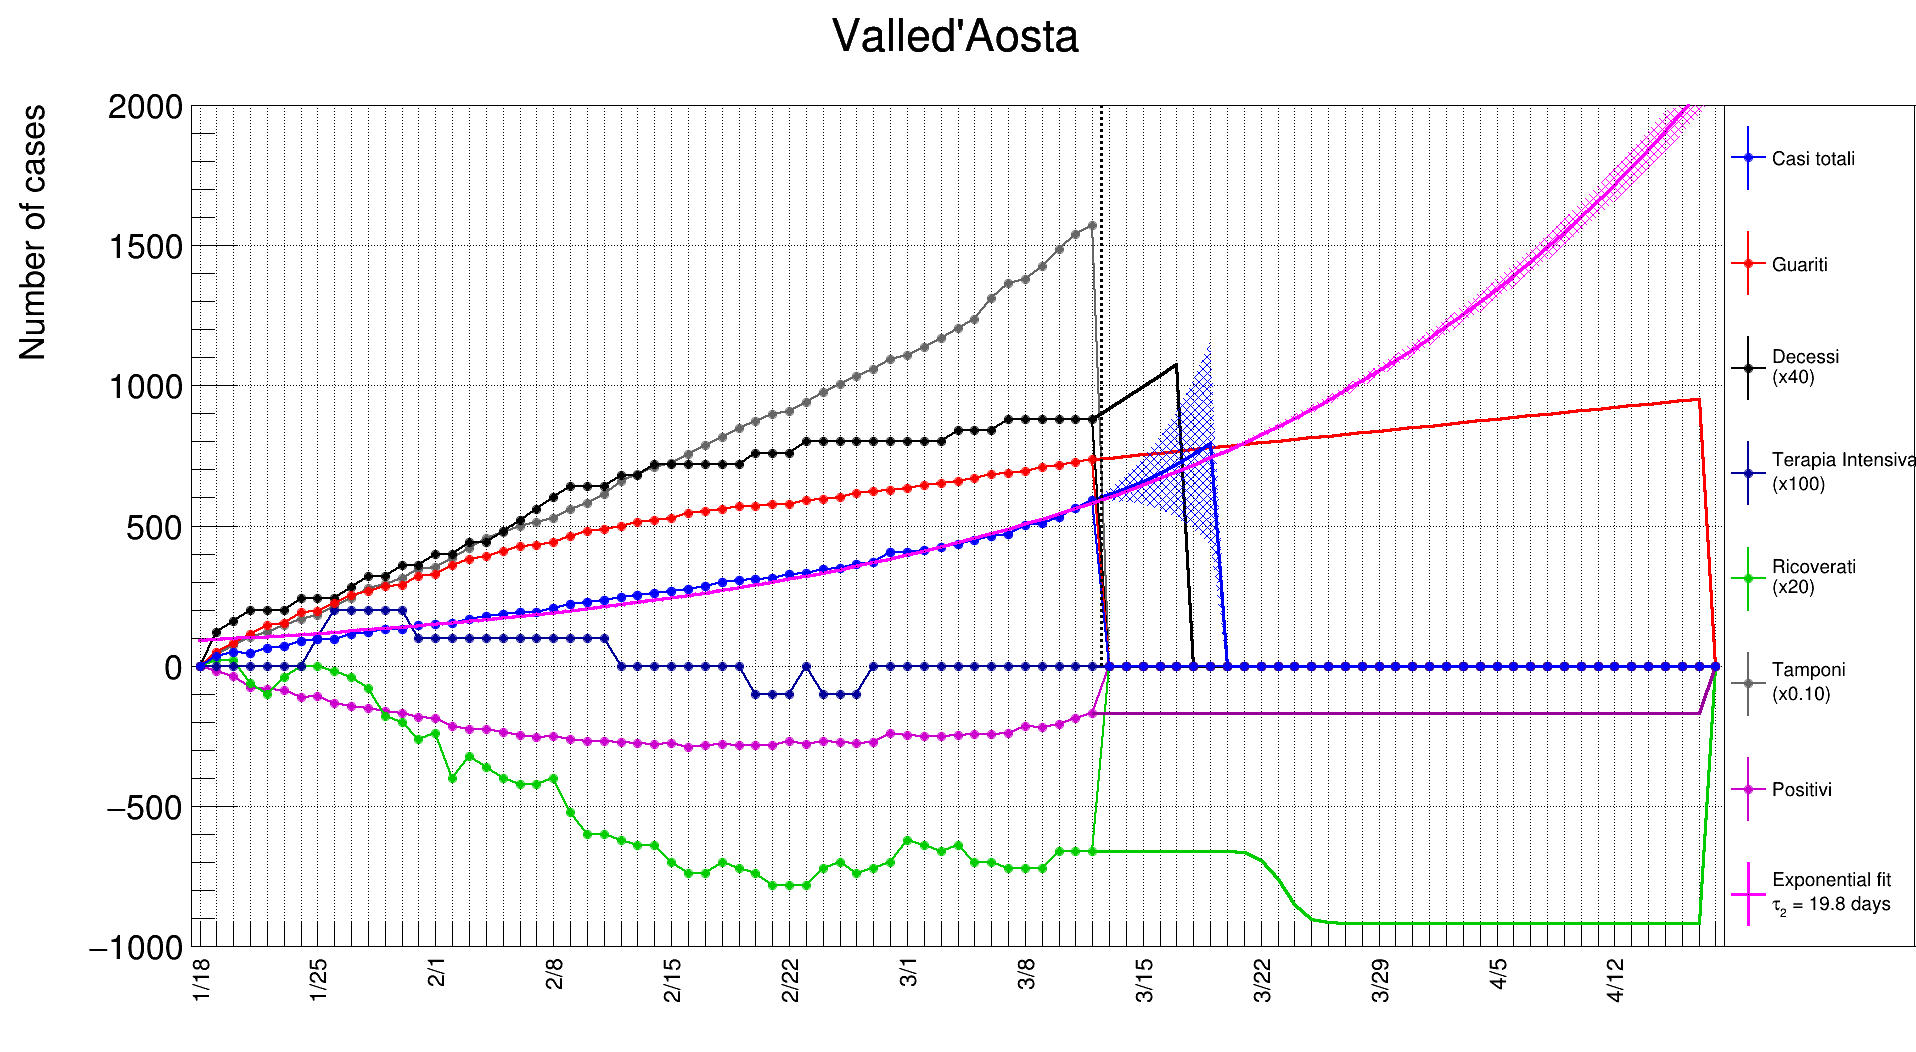 Valled'Aosta
Number of cases
2000
1500
1000
500
0
−500
−1000
1/18
1/25
2/1
2/8
2/15
2/22
3/1
3/8
3/15
3/22
3/29
4/5
4/12
Casi totali
Guariti
Decessi
(x40)
Terapia Intensiva
(x100)
Ricoverati
(x20)
Tamponi
(x0.10)
Positivi
Exponential fit
τ2 = 19.8 days